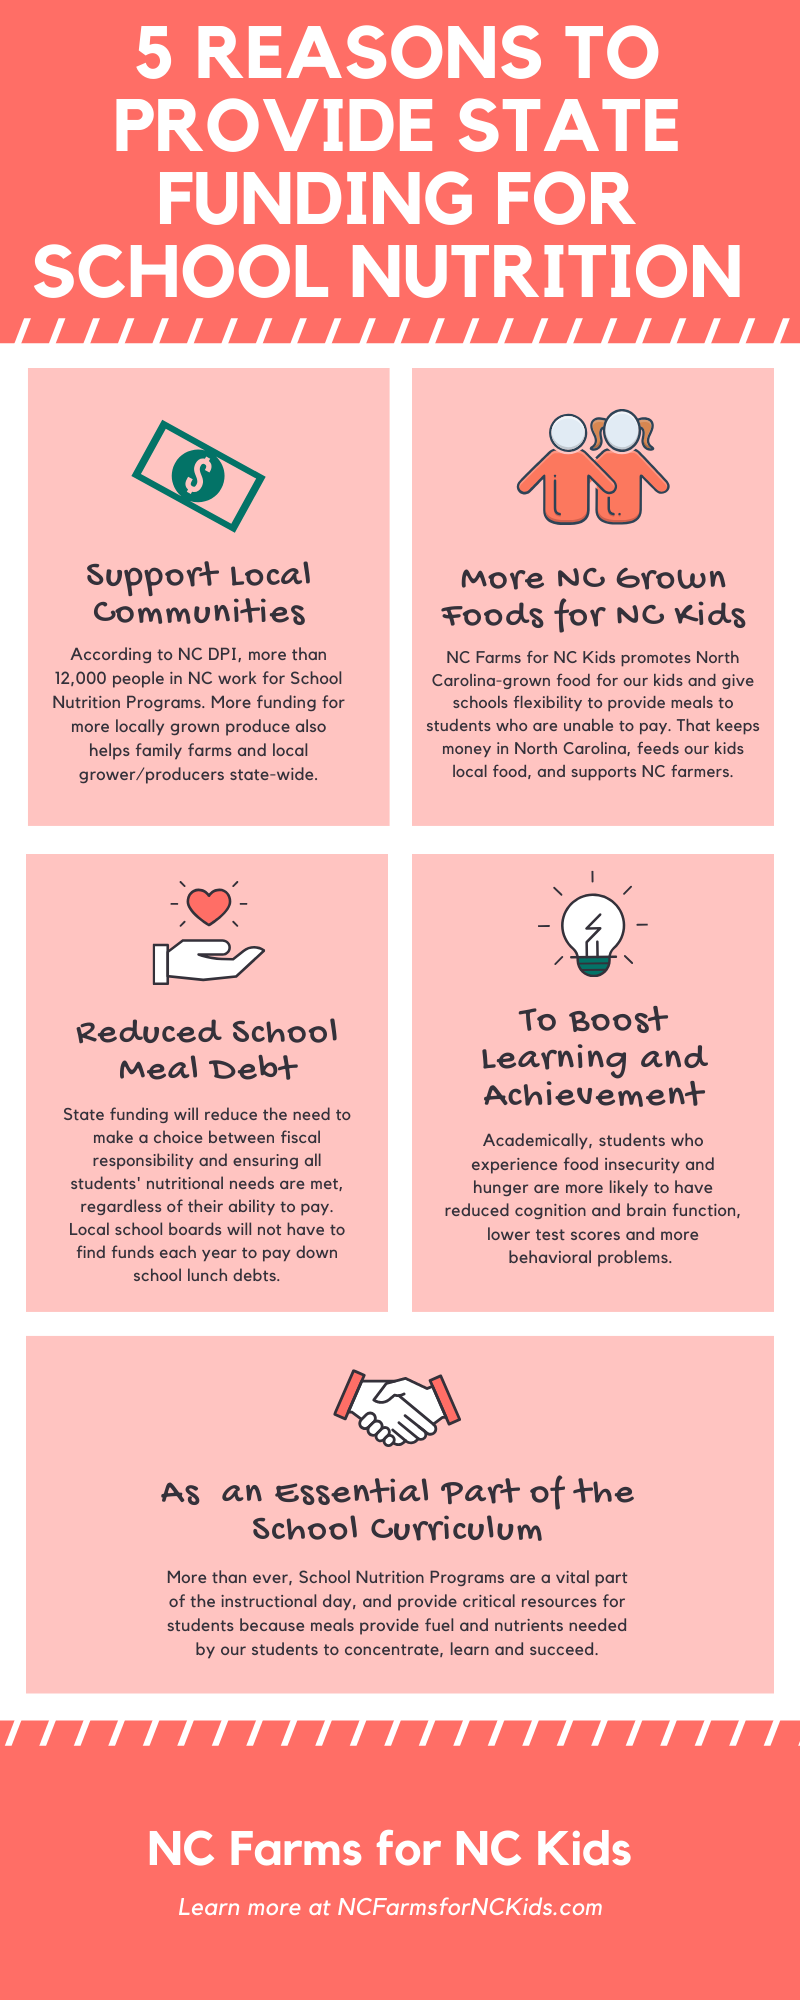 5 REASONS TO
PROVIDE STATE
FUNDING FOR
SCHOOL NUTRITION
$
Support Local
Communities
According to NC DPI, more than
12,000 people in NC work for School
Nutrition Programs. More funding for
more locally grown produce also
helps family farms and local
grower/producers state-wide.
More NC Grown
Foods for NC Kids
NC Farms for NC Kids promotes North
Carolina-grown food for our kids and give
schools flexibility to provide meals to
students who are unable to pay. That keeps
money in North Carolina, feeds our kids
local food, and supports NC farmers.
Reduced School
Meal Debt
State funding will reduce the need to
make a choice between fiscal
responsibility and ensuring all
students' nutritional needs are met,
regardless of their ability to pay.
Local school boards will not have to
find funds each year to pay down
school lunch debts.
To Boost
Learning and
Achievement
Academically, students who
experience food insecurity and
hunger are more likely to have
reduced cognition and brain function,
lower test scores and more
behavioral problems.
As an Essential Part of the
School Curriculum
More than ever, School Nutrition Programs are a vital part
of the instructional day, and provide critical resources for
students because meals provide fuel and nutrients needed
by our students to concentrate, learn and succeed.
NC Farms for NC Kids
Learn more at NCFarmsforNCKids.com